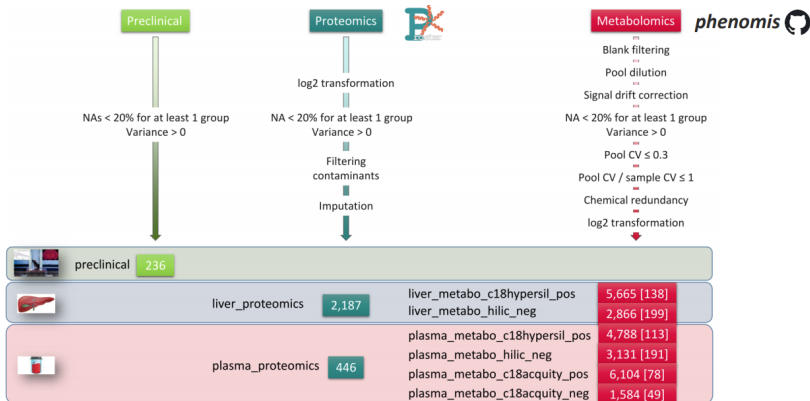 Preclinical
Proteomics
Metabolomics
phenomis
Blank filtering
Pool dilution
log2 transformation
Signal drift correction
NAs < 20% for at least 1 group
Variance > 0
NA < 20% for at least 1 group
Variance > 0
NA < 20% for at least 1 group
Variance > 0
Filtering
contaminants
Pool CV ≤ 0.3
Pool CV / sample CV ≤ 1
Imputation
Chemical redundancy
log2 transformation
preclinical 236
liver_proteomics 2,187
liver_metabo_c18hypersil_pos 5,665 [138]
liver_metabo_hilic_neg 2,866 [199]
plasma_proteomics 446
plasma_metabo_c18hypersil_pos 4,788 [113]
plasma_metabo_hilic_neg 3,131 [191]
plasma_metabo_c18acquity_pos 6,104 [78]
plasma_metabo_c18acquity_neg 1,584 [49]